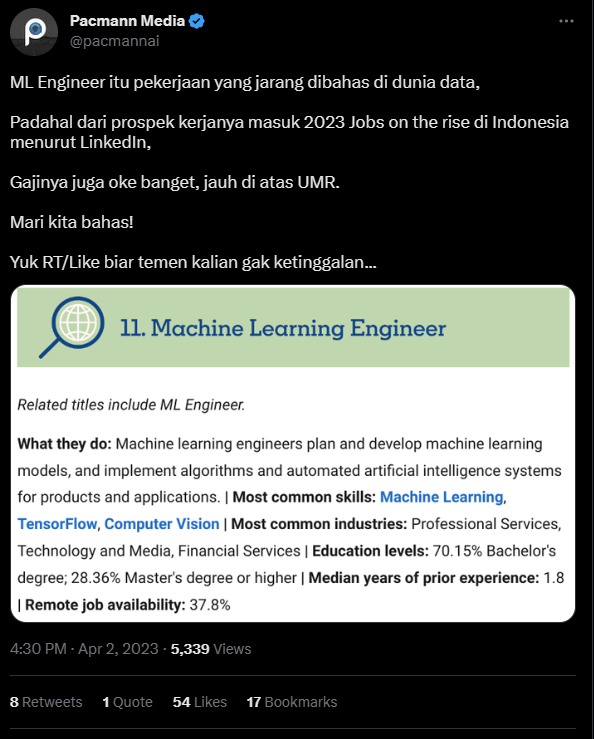 Pacmann Media
@pacmannai
ML Engineer itu pekerjaan yang jarang dibahas di dunia data,
Padahal dari prospek kerjanya masuk 2023 Jobs on the rise di Indonesia
menurut LinkedIn,
Gajinya juga oke banget, jauh di atas UMR.
Mari kita bahas!
Yuk RT/Like biar temen kalian gak ketinggalan...
11. Machine Learning Engineer
Related titles include ML Engineer.
What they do: Machine learning engineers plan and develop machine learning
models, and implement algorithms and automated artificial intelligence systems
for products and applications. | Most common skills: Machine Learning,
TensorFlow, Computer Vision | Most common industries: Professional Services,
Technology and Media, Financial Services | Education levels: 70.15% Bachelor's
degree; 28.36% Master's degree or higher | Median years of prior experience: 1.8
| Remote job availability: 37.8%
4:30 PM · Apr 2, 2023 · 5,339 Views
8 Retweets 1 Quote 54 Likes 17 Bookmarks